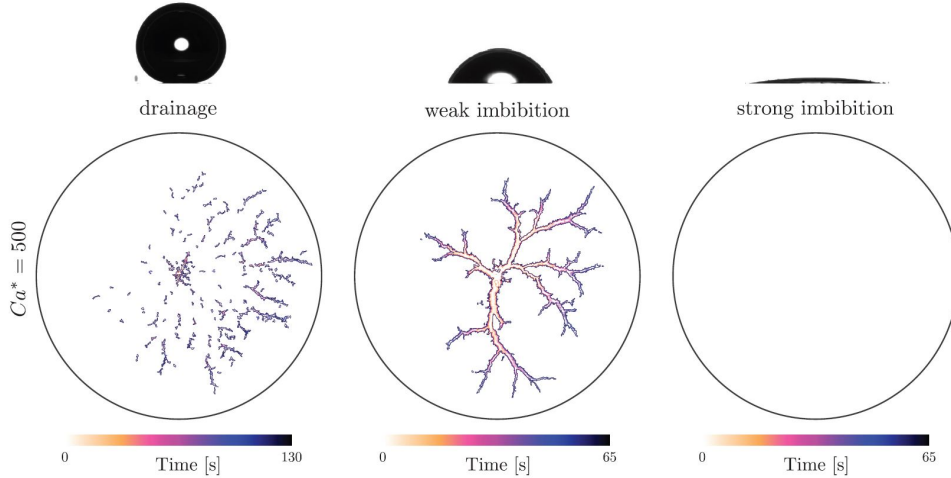 drainage
weak imbibition
strong imbibition
Ca* = 500
0 130
Time [s]
0 65
Time [s]
0 65
Time [s]